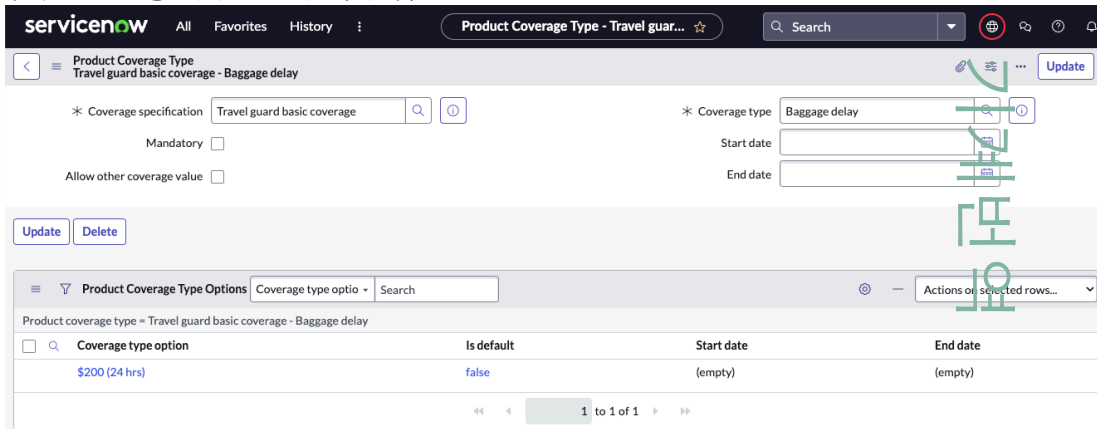 servicenow All Favorites History Product Coverage Type - Travel guar... Search
Product Coverage Type
Travel guard basic coverage - Baggage delay
Update
Coverage specification Travel guard basic coverage
Coverage type Baggage delay
Mandatory
Start date
Allow other coverage value
End date
Update Delete
Product Coverage Type Options Coverage type optio Search Actions on selected rows...
Product coverage type = Travel guard basic coverage - Baggage delay
Coverage type option Is default Start date End date
$200 (24 hrs) false (empty) (empty)
1 to 1 of 1